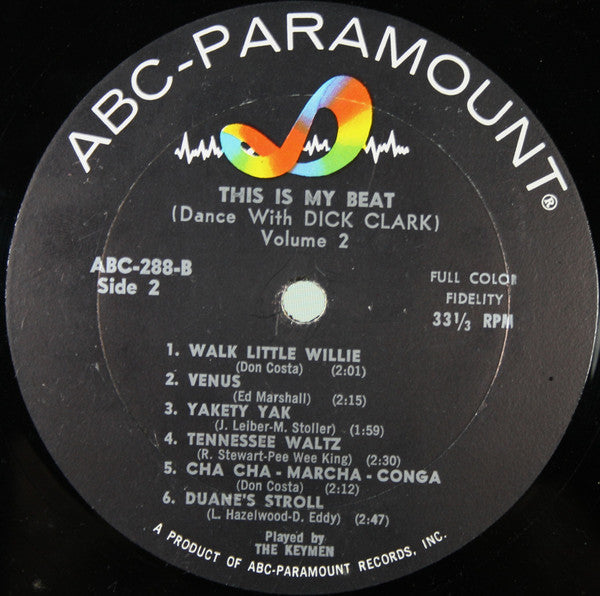 ABC-PARAMOUNT®
THIS IS MY BEAT
(Dance With DICK CLARK)
Volume 2
ABC-288-B
Side 2
FULL COLOR
FIDELITY
33 1/3 RPM
1. WALK LITTLE WILLIE
(Don Costa) (2:01)
2. VENUS
(Ed Marshall) (2:15)
3. YAKETY YAK
(J. Leiber-M. Stoller) (1:59)
4. TENNESSEE WALTZ
(R. Stewart-Pee Wee King) (2:30)
5. CHA CHA - MARCHA - CONGA
(Don Costa) (2:12)
6. DUANE'S STROLL
(L. Hazelwood-D. Eddy) (2:47)
Played by
THE KEYMEN
A PRODUCT OF ABC-PARAMOUNT RECORDS, INC.